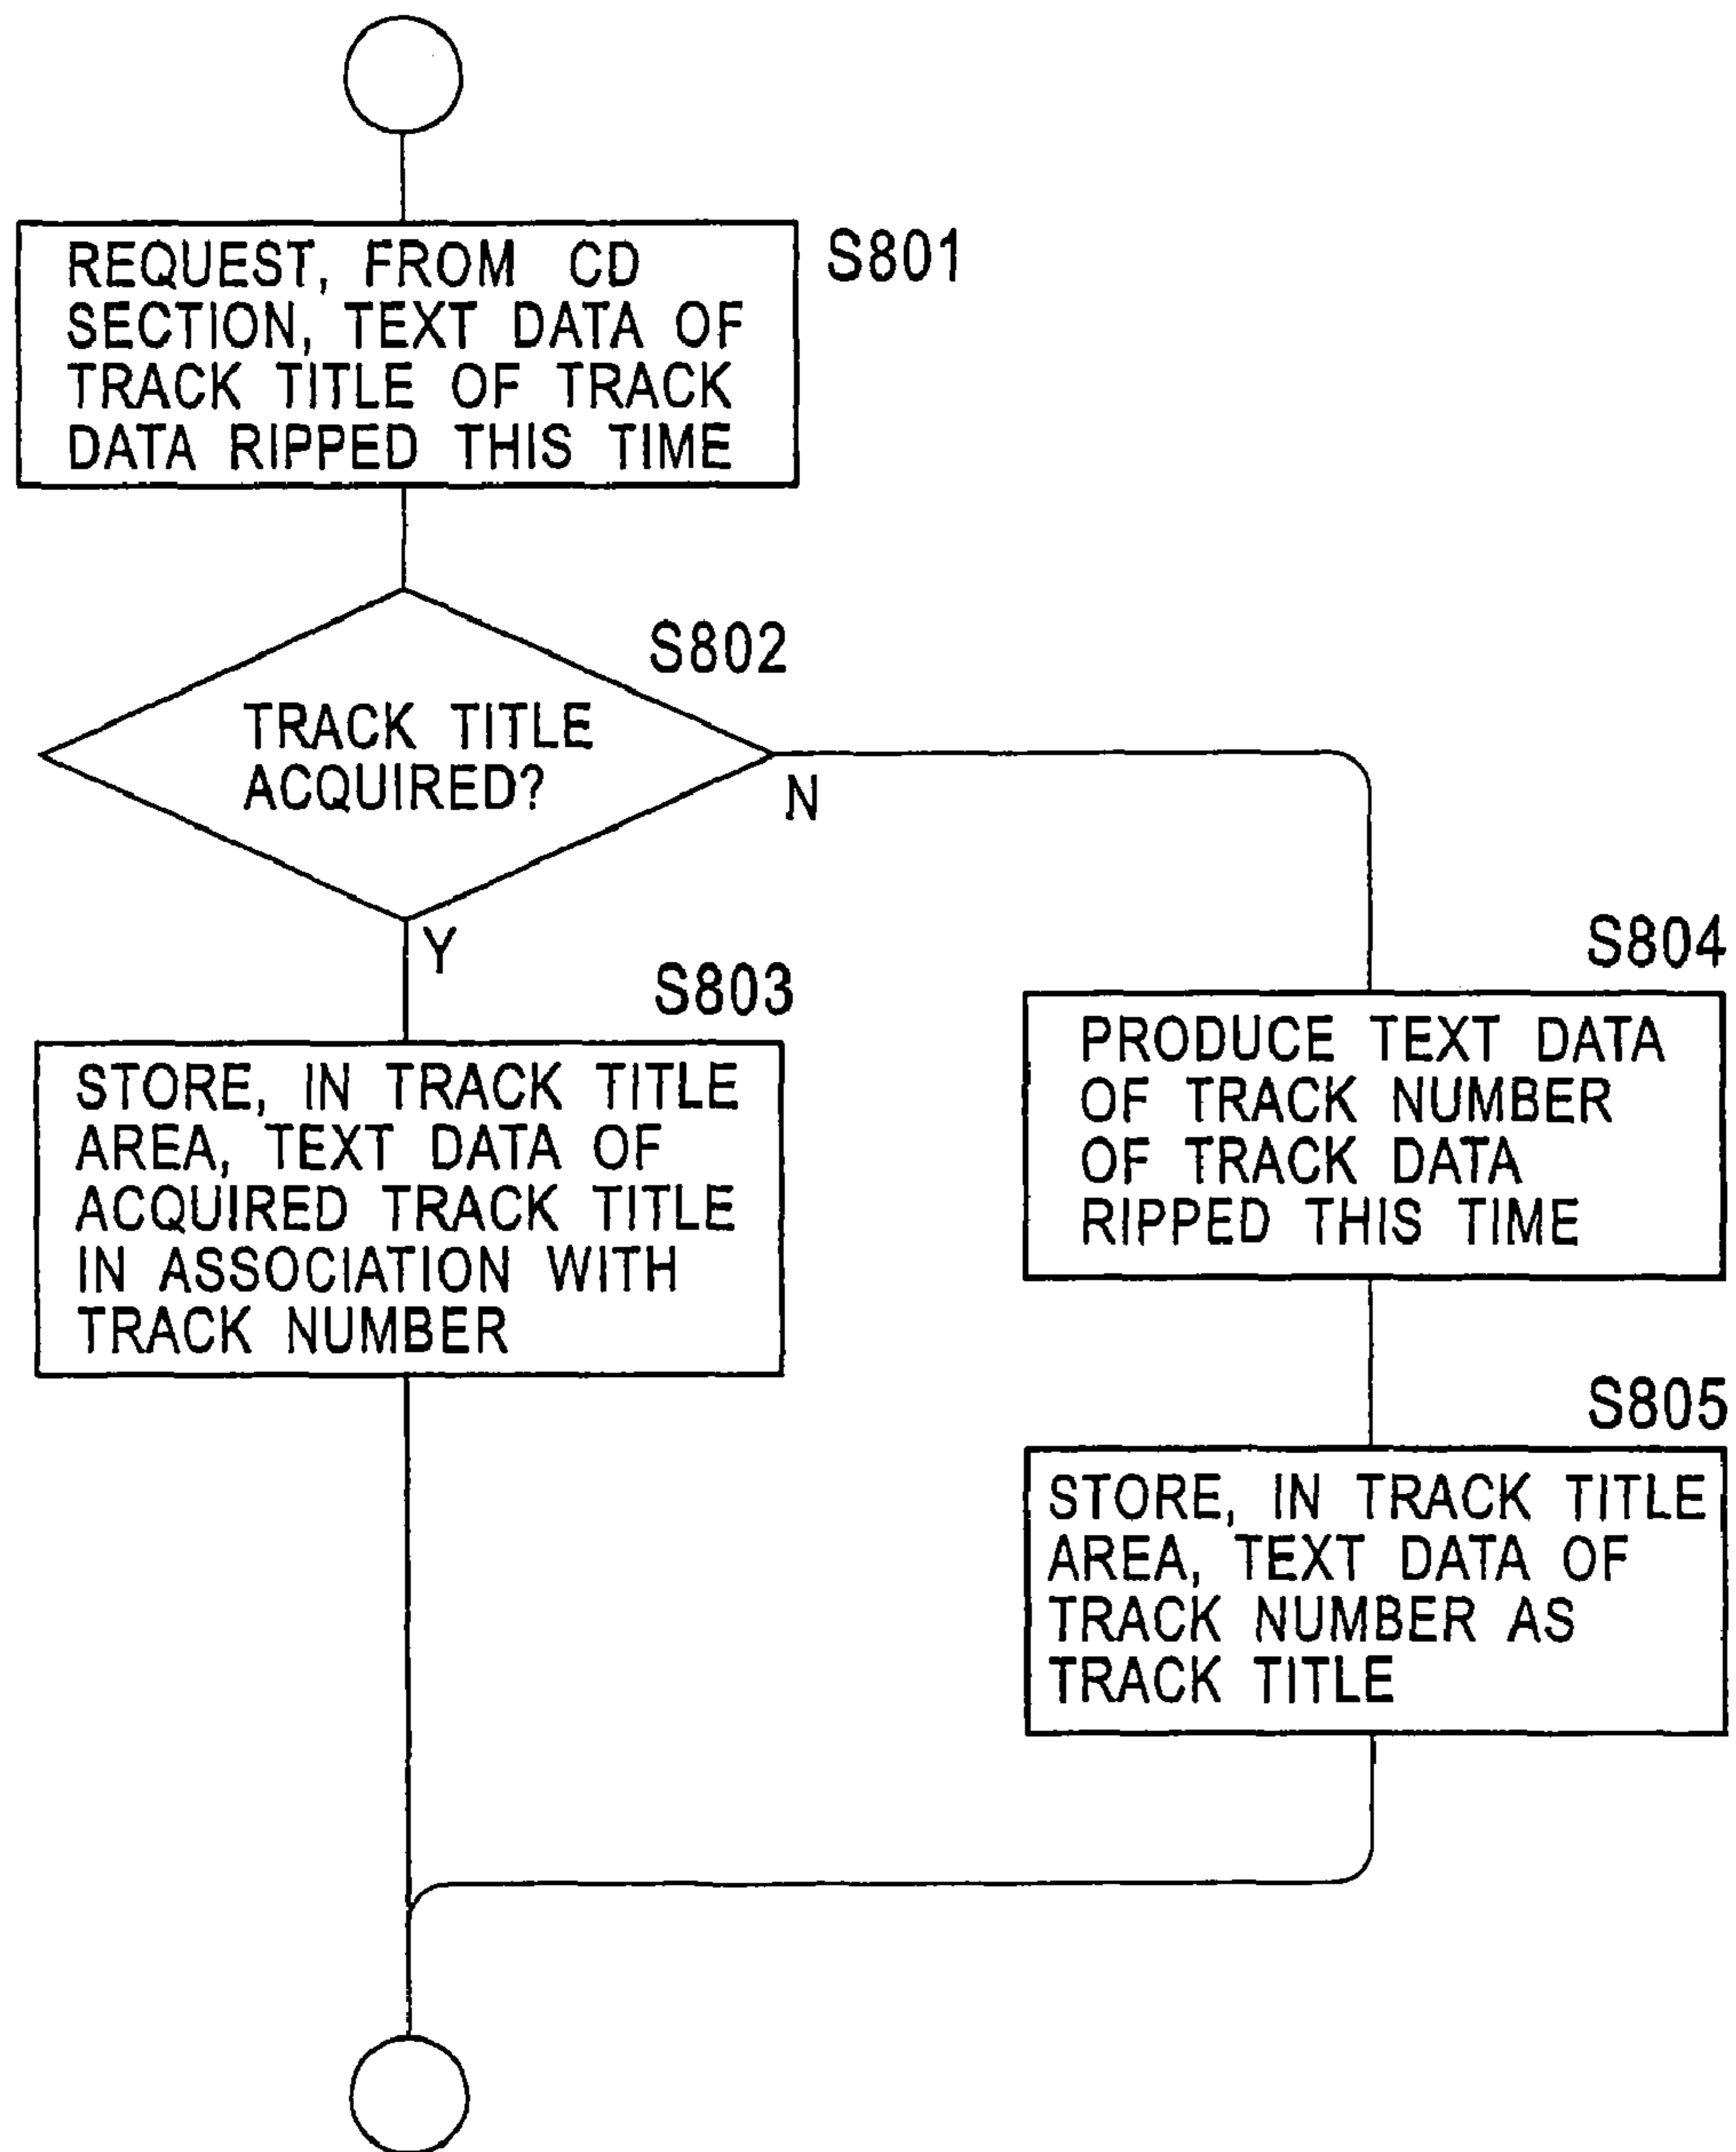 REQUEST, FROM CD
SECTION, TEXT DATA OF
TRACK TITLE OF TRACK
DATA RIPPED THIS TIME
S801
S802
TRACK TITLE
ACQUIRED?
N
Y
S803
STORE, IN TRACK TITLE
AREA, TEXT DATA OF
ACQUIRED TRACK TITLE
IN ASSOCIATION WITH
TRACK NUMBER
S804
PRODUCE TEXT DATA
OF TRACK NUMBER
OF TRACK DATA
RIPPED THIS TIME
S805
STORE, IN TRACK TITLE
AREA, TEXT DATA OF
TRACK NUMBER AS
TRACK TITLE